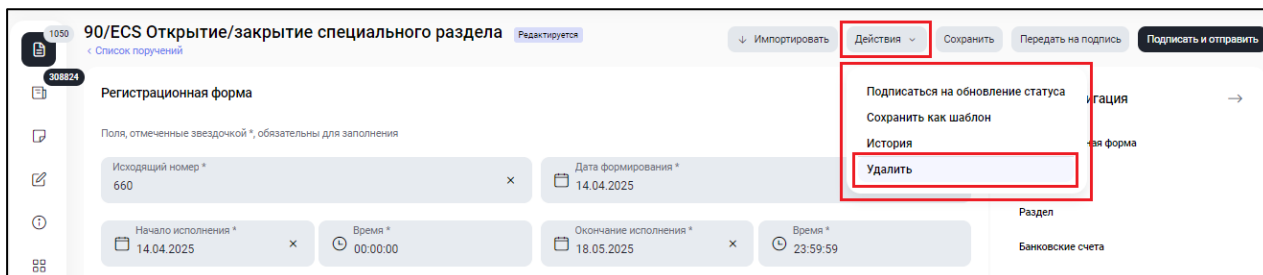 1050
90/ECS Открытие/закрытие специального раздела Редактируется
‹ Список поручений
↓ Импортировать Действия Сохранить Передать на подпись Подписать и отправить
308824
Регистрационная форма
Поля, отмеченные звездочкой *, обязательны для заполнения
Подписаться на обновление статуса
Сохранить как шаблон
История
Удалить
игация →
ная форма
Исходящий номер *
660 ×
Дата формирования *
14.04.2025
Раздел
Начало исполнения * Время * Окончание исполнения * Время *
14.04.2025 × 00:00:00 18.05.2025 × 23:59:59
Банковские счета